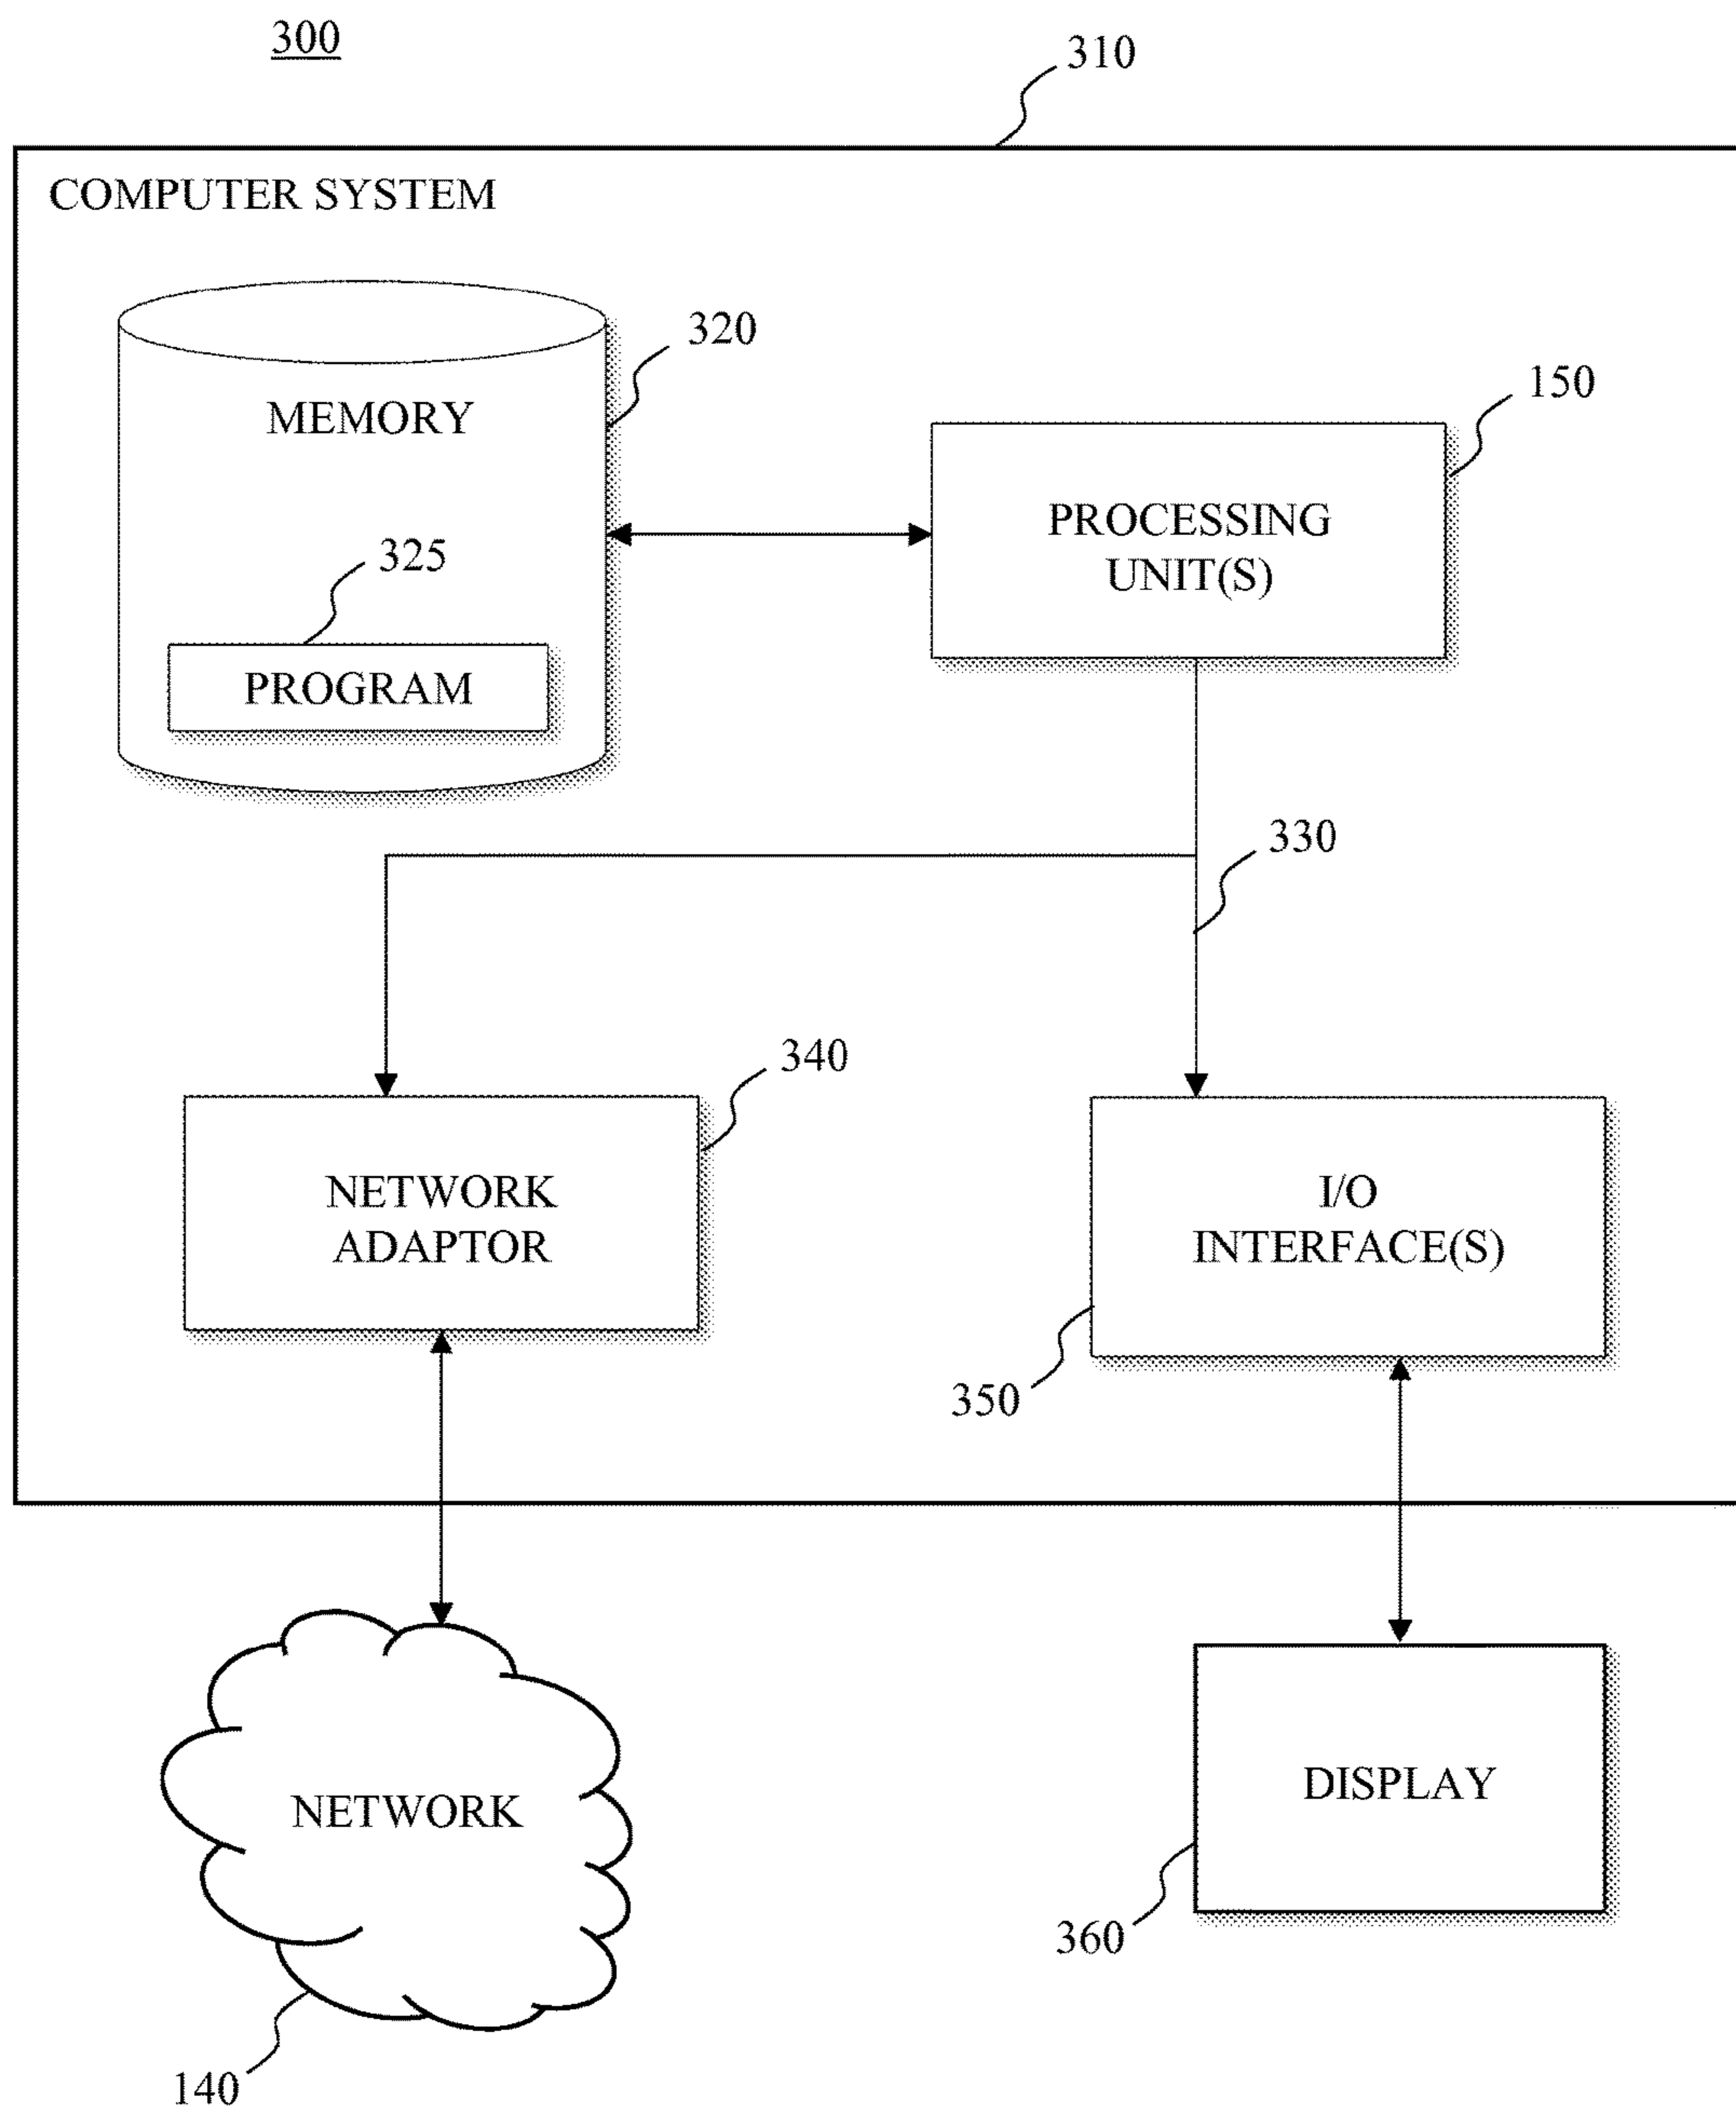 300
310
COMPUTER SYSTEM
320
MEMORY
150
PROCESSING
UNIT(S)
325
PROGRAM
330
340
NETWORK
ADAPTOR
I/O
INTERFACE(S)
350
NETWORK
DISPLAY
360
140